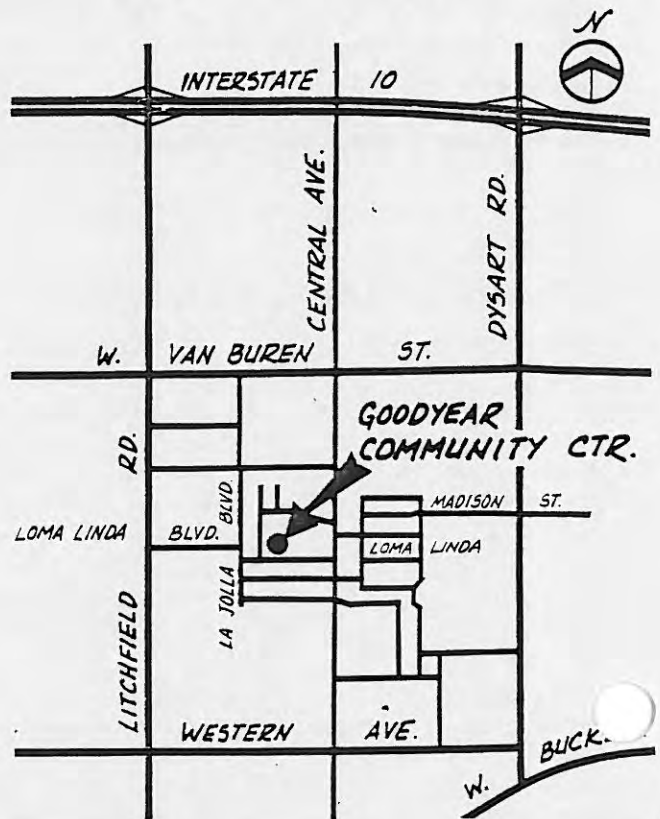 N
INTERSTATE 10
CENTRAL AVE.
DYSART RD.
W. VAN BUREN ST.
GOODYEAR
COMMUNITY CTR.
LITCHFIELD RD.
MADISON ST.
LOMA LINDA BLVD.
LOMA LINDA
LA JOLLA BLVD.
WESTERN AVE.
W. BUCK